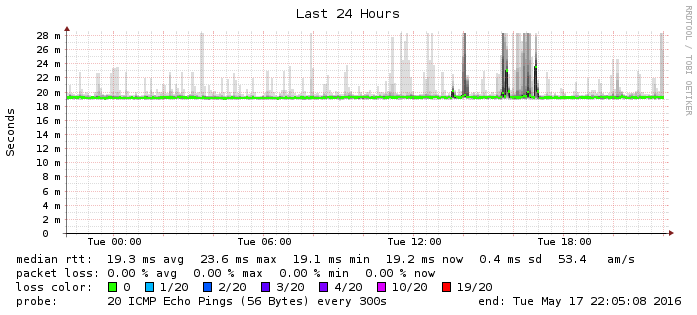 Last 24 Hours
RRDTOOL / TOBI OETIKER
Seconds
28 m
26 m
24 m
22 m
20 m
18 m
16 m
14 m
12 m
10 m
8 m
6 m
4 m
2 m
0
Tue 00:00 Tue 06:00 Tue 12:00 Tue 18:00
median rtt: 19.3 ms avg 23.6 ms max 19.1 ms min 19.2 ms now 0.4 ms sd 53.4 am/s
packet loss: 0.00 % avg 0.00 % max 0.00 % min 0.00 % now
loss color: 0 1/20 2/20 3/20 4/20 10/20 19/20
probe: 20 ICMP Echo Pings (56 Bytes) every 300s end: Tue May 17 22:05:08 2016